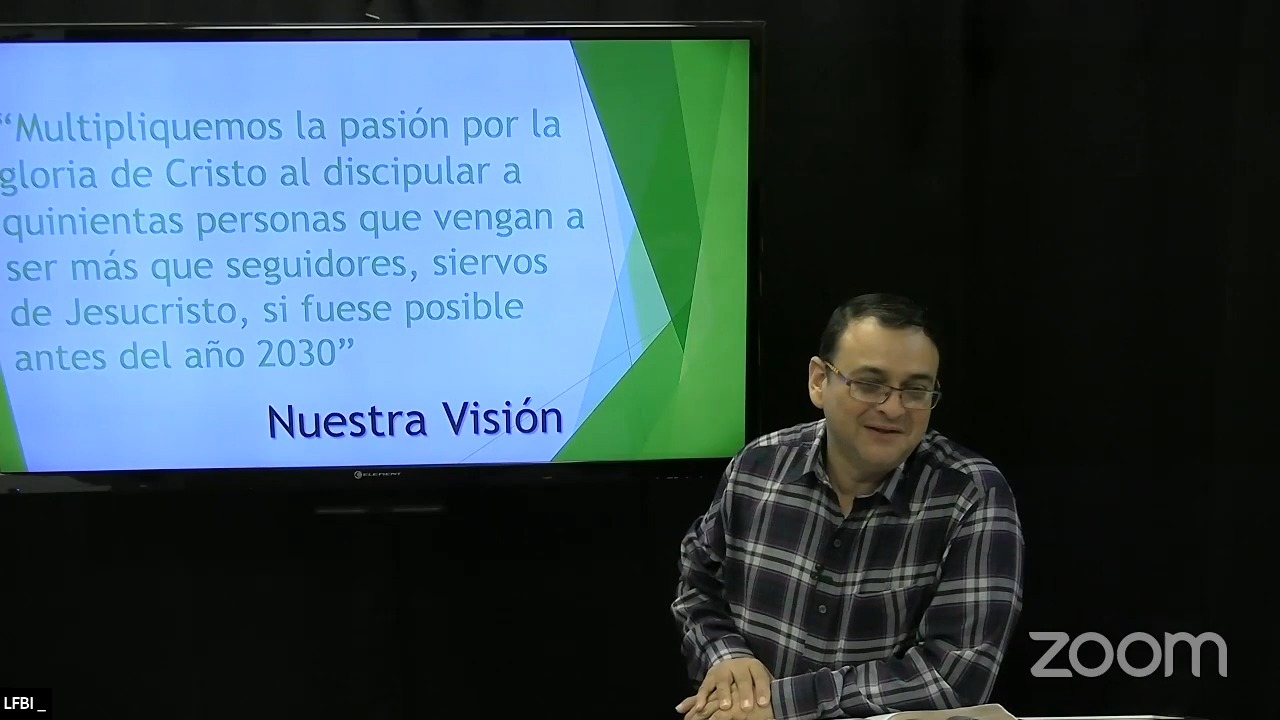 “Multipliquemos la pasión por la
gloria de Cristo al discipular a
quinientas personas que vengan a
ser más que seguidores, siervos
de Jesucristo, si fuese posible
antes del año 2030”
Nuestra Visión
ELEMENT
zoom
LFBI _